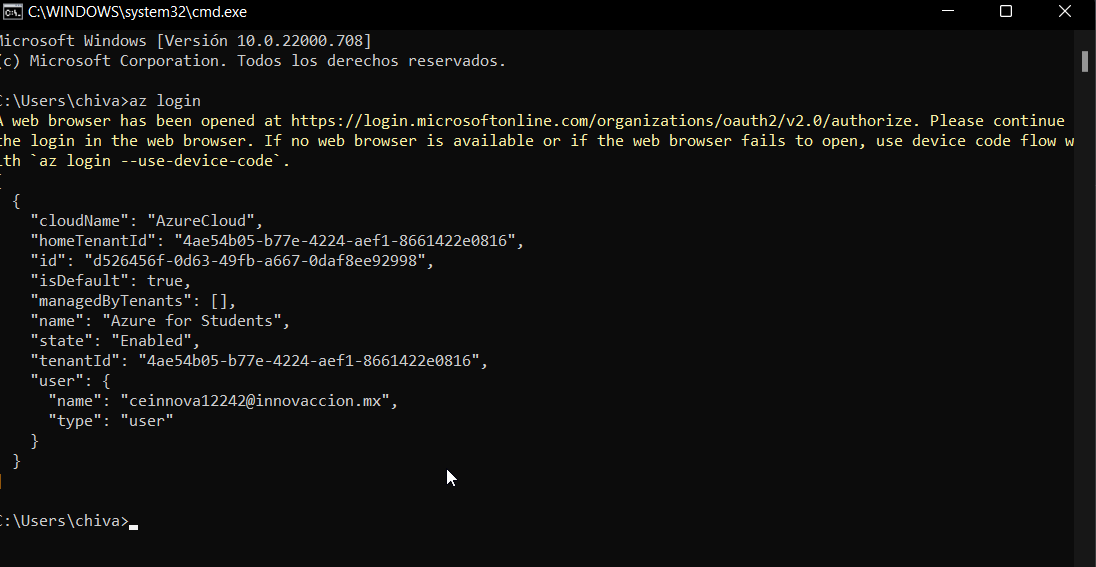 C:\WINDOWS\system32\cmd.exe
Microsoft Windows [Versión 10.0.22000.708]
(c) Microsoft Corporation. Todos los derechos reservados.
C:\Users\chiva>az login
A web browser has been opened at https://login.microsoftonline.com/organizations/oauth2/v2.0/authorize. Please continue
the login in the web browser. If no web browser is available or if the web browser fails to open, use device code flow w
ith `az login --use-device-code`.
[
{
"cloudName": "AzureCloud",
"homeTenantId": "4ae54b05-b77e-4224-aef1-8661422e0816",
"id": "d526456f-0d63-49fb-a667-0daf8ee92998",
"isDefault": true,
"managedByTenants": [],
"name": "Azure for Students",
"state": "Enabled",
"tenantId": "4ae54b05-b77e-4224-aef1-8661422e0816",
"user": {
"name": "ceinnova12242@innovaccion.mx",
"type": "user"
}
}
]
C:\Users\chiva>